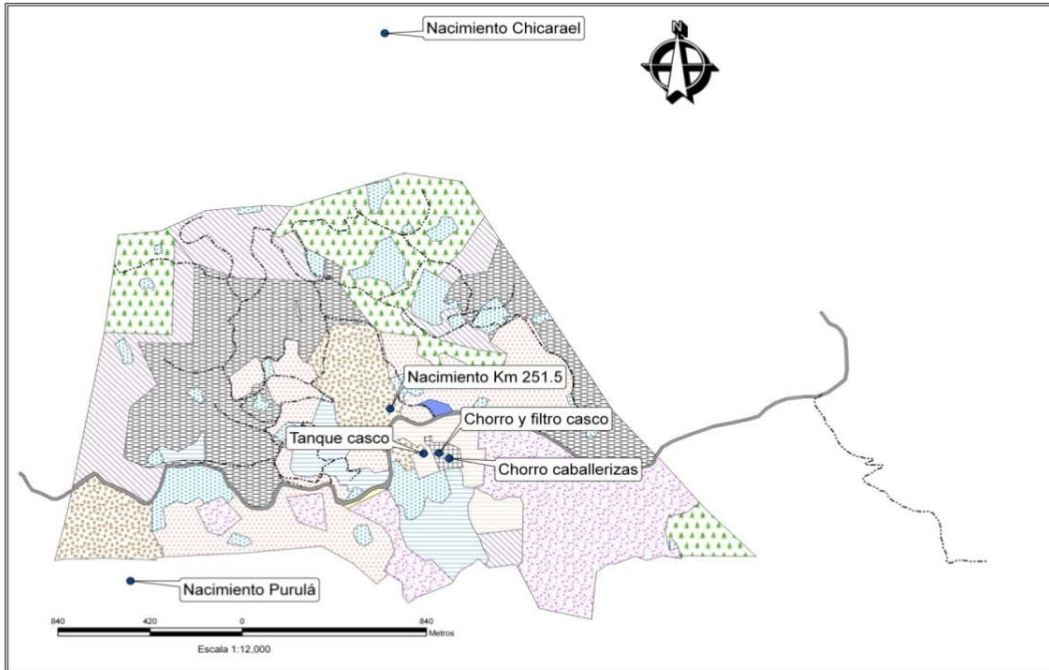 Nacimiento Chicarael
N
Nacimiento Km 251.5
Chorro y filtro casco
Tanque casco
Chorro caballerizas
Nacimiento Purulá
840 420 0 840
Metros
Escala 1:12,000